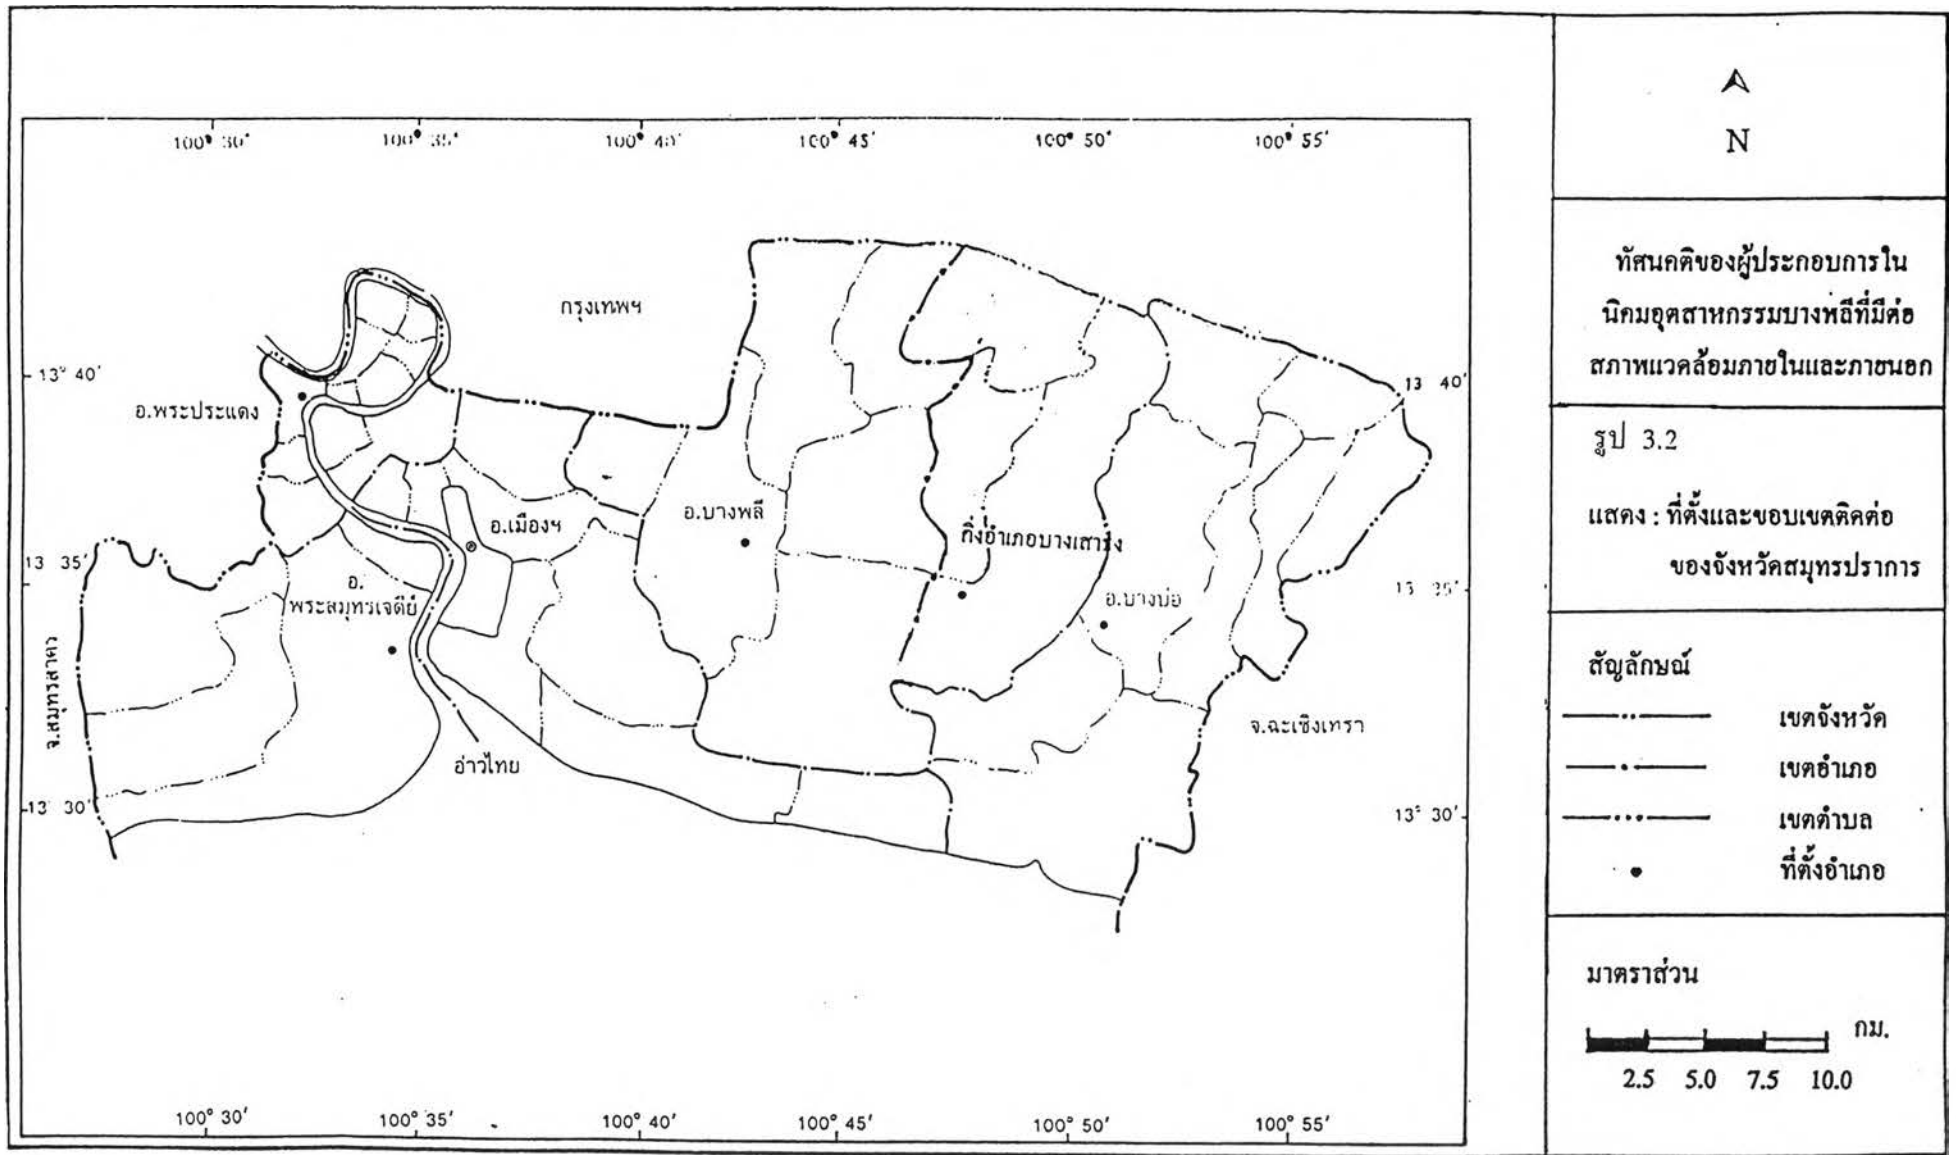 100° 30' 100° 35' 100° 40' 100° 45' 100° 50' 100° 55'
กรุงเทพฯ
13° 40'
13 40'
อ.พระประแดง
อ.เมืองฯ
อ.บางพลี
กิ่งอำเภอบางเสาธง
13 35'
13 35'
อ.
พระสมุทรเจดีย์
อ.บางบ่อ
จ.สมุทรสาคร
จ.ฉะเชิงเทรา
อ่าวไทย
13° 30'
13° 30'
100° 30' 100° 35' 100° 40' 100° 45' 100° 50' 100° 55'
N
ทัศนคติของผู้ประกอบการใน
นิคมอุตสาหกรรมบางพลีที่มีต่อ
สภาพแวดล้อมภายในและภายนอก
รูป 3.2
แสดง : ที่ตั้งและขอบเขตติดต่อ
ของจังหวัดสมุทรปราการ
สัญลักษณ์
เขตจังหวัด
เขตอำเภอ
เขตตำบล
ที่ตั้งอำเภอ
มาตราส่วน
กม.
2.5 5.0 7.5 10.0